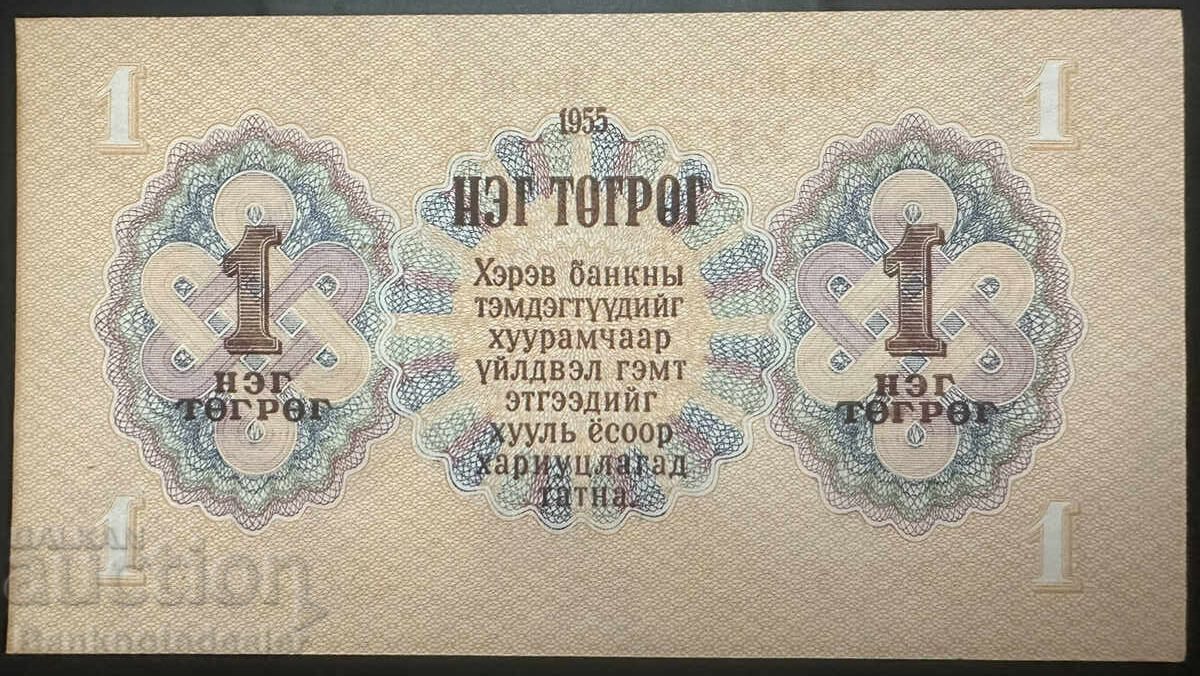 1 1
1955
НЭГ ТӨГРӨГ
Хэрэв банкны
тэмдэгтүүдийг
хуурамчаар
үйлдвэл гэмт
этгээдийг
хууль ёсоор
хариуцлагад
татна.
1
НЭГ
ТӨГРӨГ
1
НЭГ
ТӨГРӨГ
1 1
BALKAN
auction
Banknotedealer